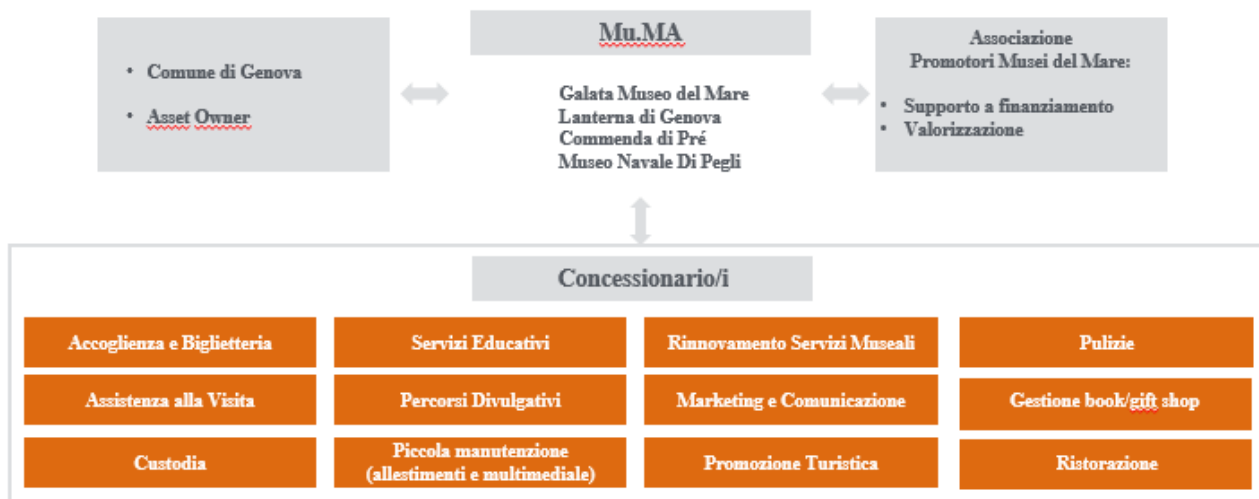 • Comune di Genova
• Asset Owner
Mu.MA
Galata Museo del Mare
Lanterna di Genova
Commenda di Pré
Museo Navale Di Pegli
Associazione
Promotori Musei del Mare:
• Supporto a finanziamento
• Valorizzazione
Concessionario/i
Accoglienza e Biglietteria
Servizi Educativi
Rinnovamento Servizi Museali
Pulizie
Assistenza alla Visita
Percorsi Divulgativi
Marketing e Comunicazione
Gestione book/gift shop
Custodia
Piccola manutenzione
(allestimenti e multimediale)
Promozione Turistica
Ristorazione